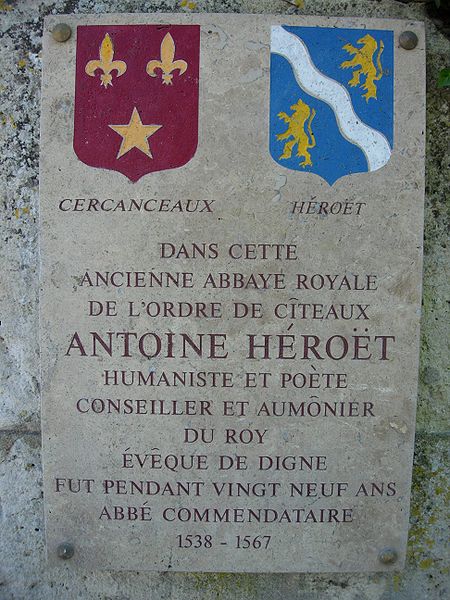 CERCANCEAUX HÉROËT
DANS CETTE
ANCIENNE ABBAYE ROYALE
DE L'ORDRE DE CÎTEAUX
ANTOINE HÉROËT
HUMANISTE ET POÈTE
CONSEILLER ET AUMÔNIER
DU ROY
ÉVÊQUE DE DIGNE
FUT PENDANT VINGT NEUF ANS
ABBÉ COMMENDATAIRE
1538 - 1567